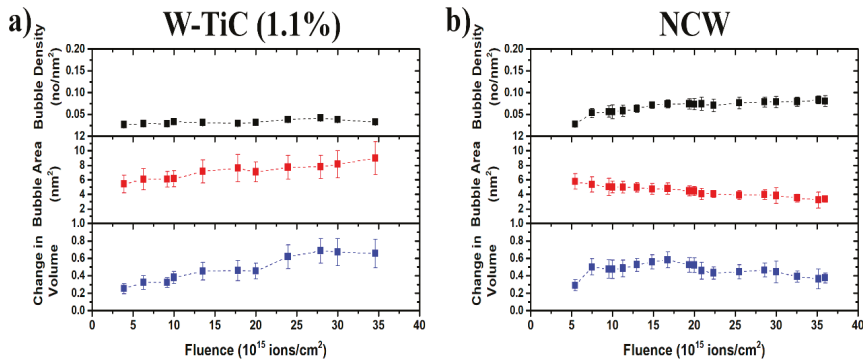 a) W-TiC (1.1%)
Bubble Density
(no/nm²)
0.20
0.15
0.10
0.05
12
Bubble Area
(nm²)
10
8
6
4
2
1.0
Change in
Volume
0.8
0.6
0.4
0.2
0.0
0 5 10 15 20 25 30 35 40
Fluence (10¹⁵ ions/cm²)
b) NCW
Bubble Density
(no/nm²)
0.20
0.15
0.10
0.05
12
Bubble Area
(nm²)
10
8
6
4
2
1.0
Change in
Volume
0.8
0.6
0.4
0.2
0.0
0 5 10 15 20 25 30 35 40
Fluence (10¹⁵ ions/cm²)